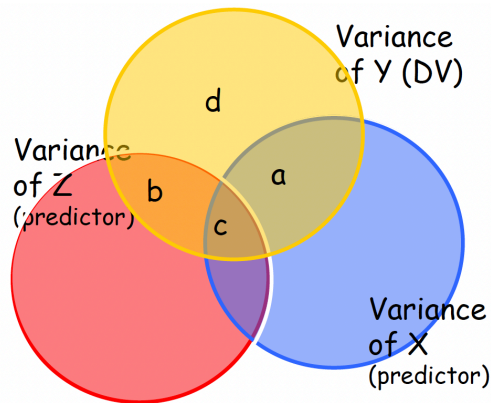 Variance
of Y (DV)
d
Variance
of Z
(predictor)
b
a
c
Variance
of X
(predictor)